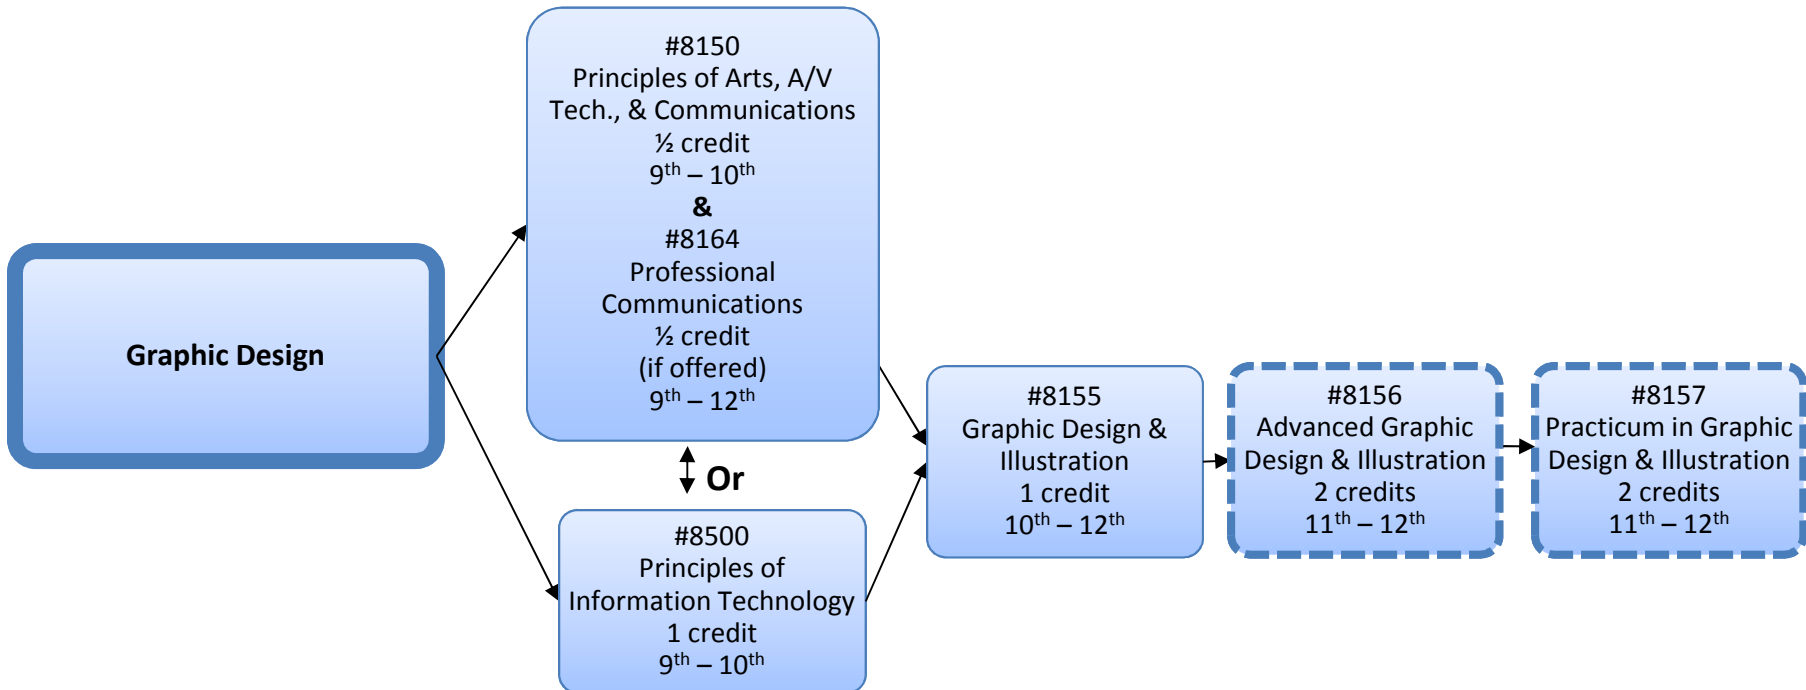 Graphic Design
#8150
Principles of Arts, A/V
Tech., & Communications
½ credit
9th – 10th
&
#8164
Professional
Communications
½ credit
(if offered)
9th – 12th
Or
#8500
Principles of
Information Technology
1 credit
9th – 10th
#8155
Graphic Design &
Illustration
1 credit
10th – 12th
#8156
Advanced Graphic
Design & Illustration
2 credits
11th – 12th
#8157
Practicum in Graphic
Design & Illustration
2 credits
11th – 12th